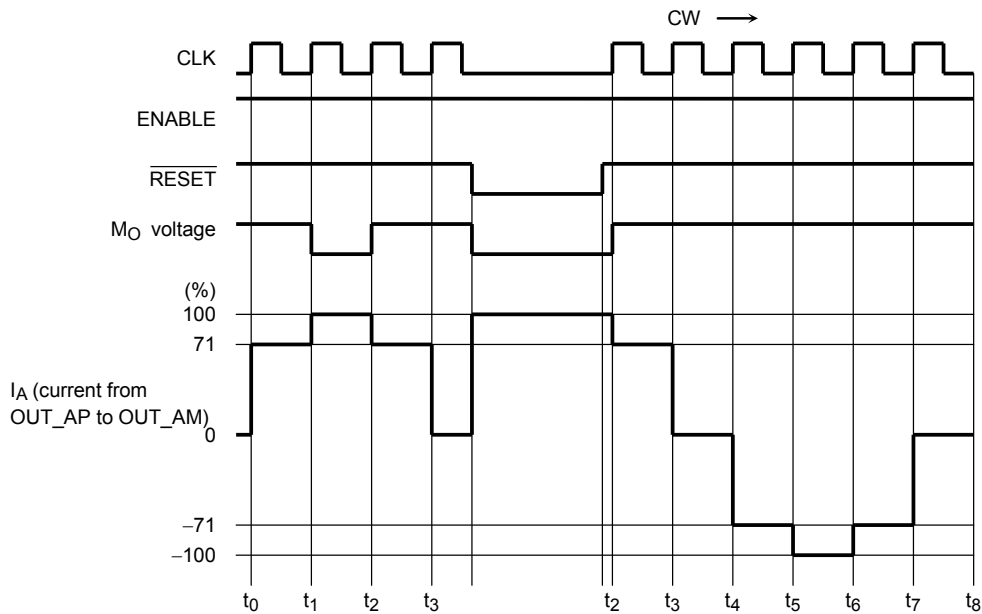 CW →
CLK
ENABLE
RESET
MO voltage
(%)
100
71
IA (current from
OUT_AP to OUT_AM)
0
−71
−100
t0 t1 t2 t3 t2 t3 t4 t5 t6 t7 t8